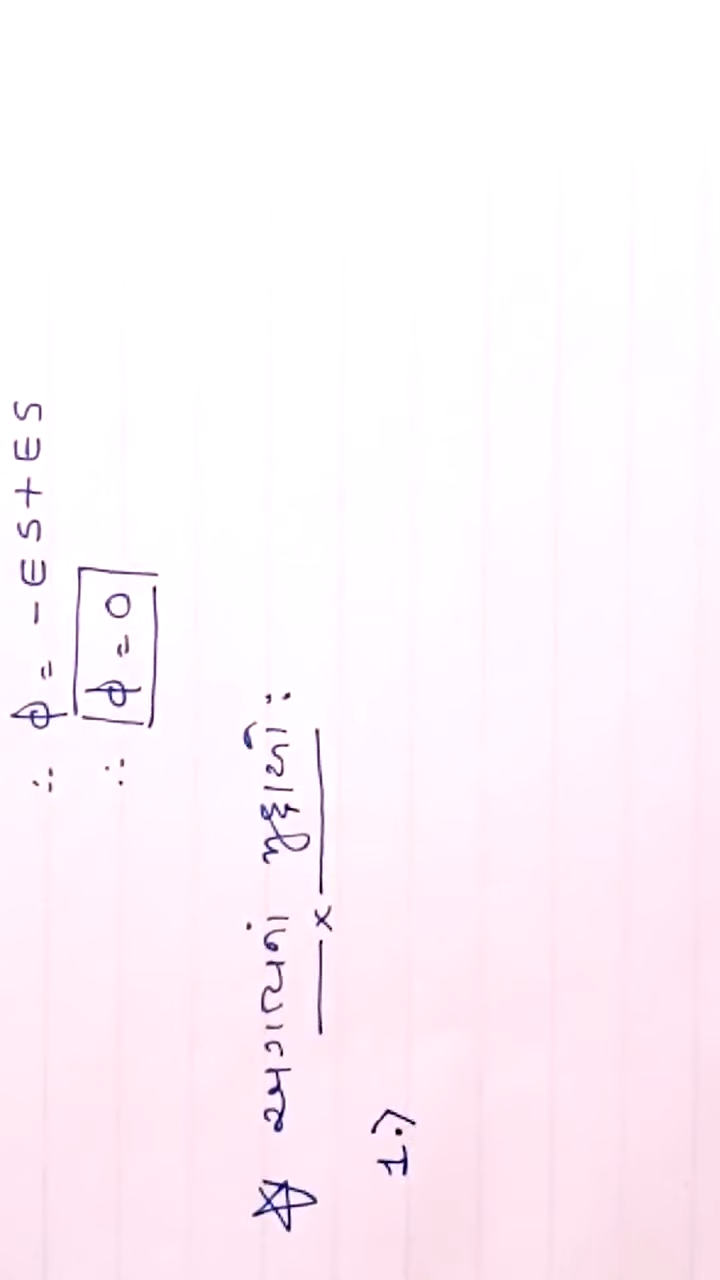 ∴ φ = - ES + ES
∴ φ = 0
☆ અગત્યનાં મુદ્દાઓ :
1.>